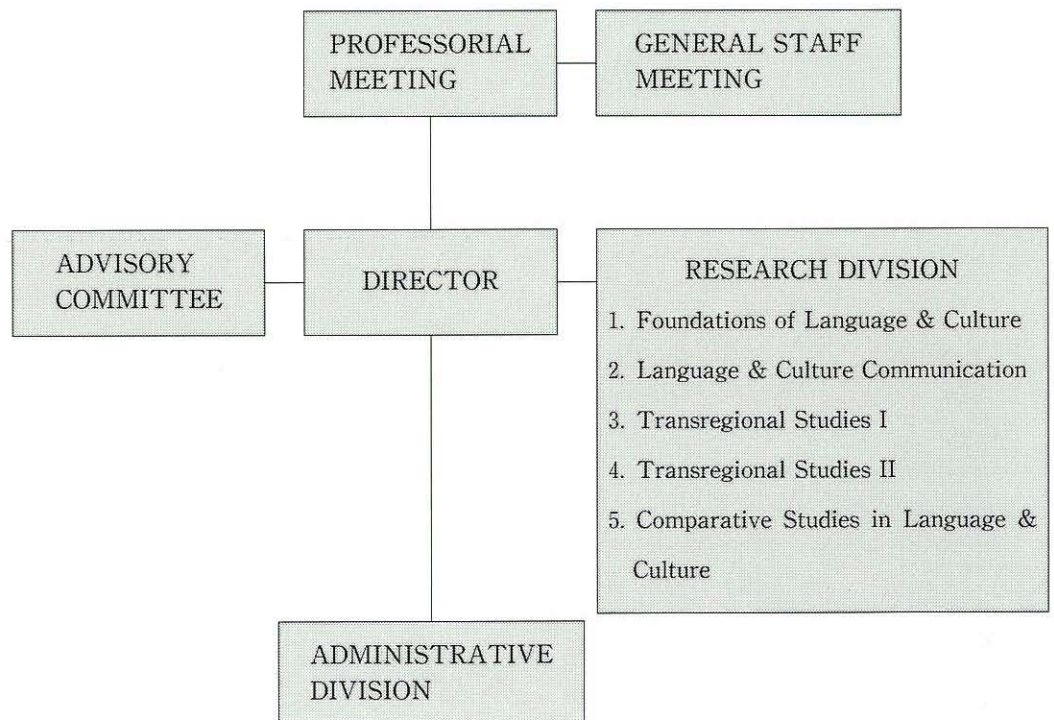 PROFESSORIAL
MEETING
GENERAL STAFF
MEETING
ADVISORY
COMMITTEE
DIRECTOR
RESEARCH DIVISION
1. Foundations of Language & Culture
2. Language & Culture Communication
3. Transregional Studies I
4. Transregional Studies II
5. Comparative Studies in Language &
Culture
ADMINISTRATIVE
DIVISION